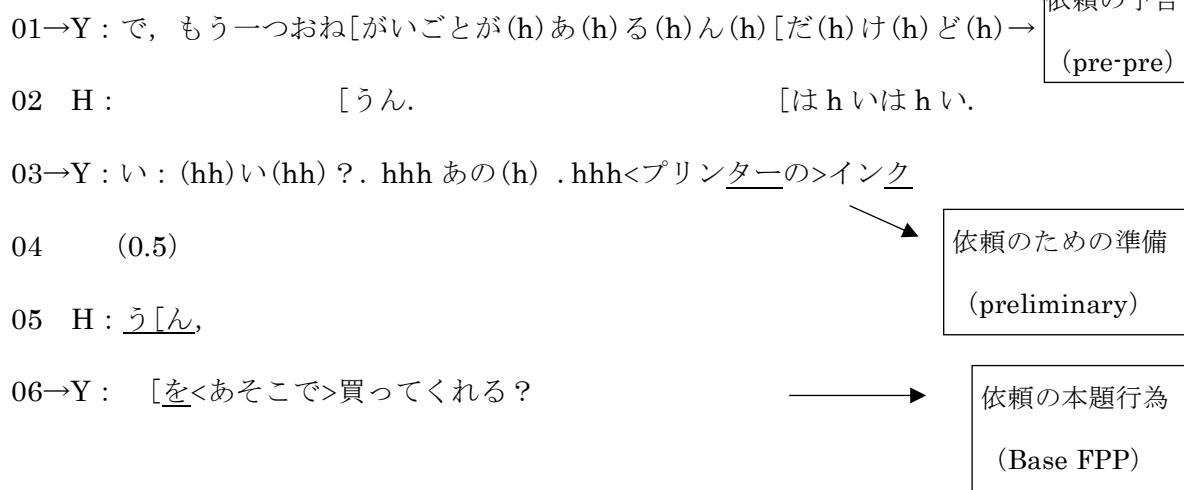 依頼の予告
01→Y：で，もう一つおね[がいごとが(h)あ(h)る(h)ん(h)[だ(h)け(h)ど(h)→
(pre-pre)
02 H： [うん. [は h いは h い.
03→Y：い：(hh)い(hh)？. hhh あの(h) .hhh<プリンターの>インク
04 (0.5)
依頼のための準備
(preliminary)
05 H：う[ん,
06→Y： [を<あそこで>買ってくれる？
依頼の本題行為
(Base FPP)